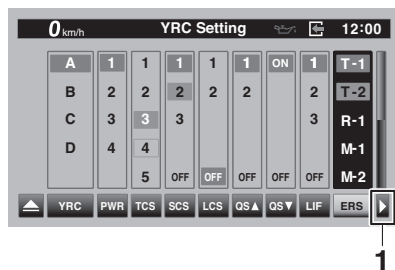 0 km/h YRC Setting 12:00
A 1 1 1 1 1 ON 1 T-1
B 2 2 2 2 2 2 T-2
C 3 3 3 3 R-1
D 4 4 M-1
5 OFF OFF OFF OFF OFF M-2
YRC PWR TCS SCS LCS QS▲ QS▼ LIF ERS
1